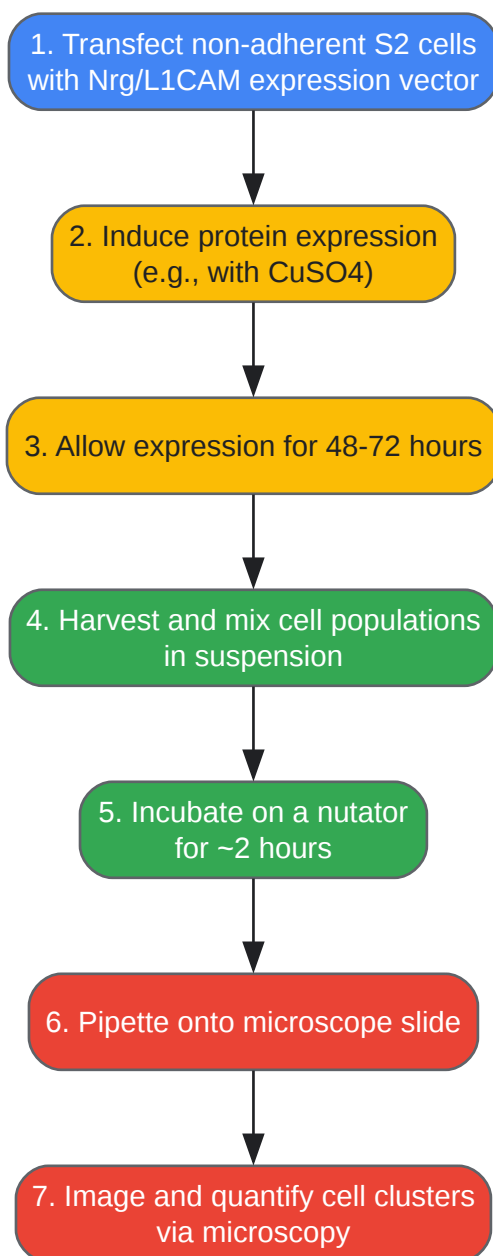 1. Transfect non-adherent S2 cells
with Nrg/L1CAM expression vector
2. Induce protein expression
(e.g., with CuSO4)
3. Allow expression for 48-72 hours
4. Harvest and mix cell populations
in suspension
5. Incubate on a nutator
for ~2 hours
6. Pipette onto microscope slide
7. Image and quantify cell clusters
via microscopy